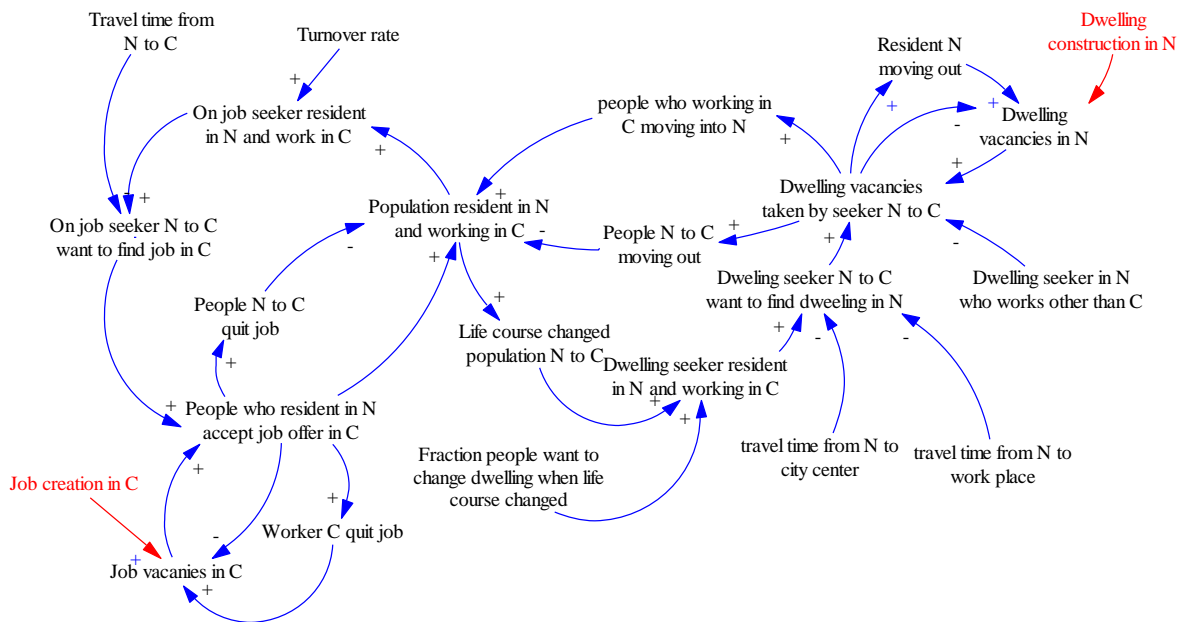 Travel time from
N to C
Turnover rate
Resident N
moving out
Dwelling
construction in N
On job seeker resident
in N and work in C
people who working in
C moving into N
Dwelling
vacancies in N
On job seeker N to C
want to find job in C
Population resident in N
and working in C
Dwelling vacancies
taken by seeker N to C
People N to C
moving out
People N to C
quit job
Life course changed
population N to C
Dweling seeker N to C
want to find dweeling in N
Dwelling seeker in N
who works other than C
Dwelling seeker resident
in N and working in C
People who resident in N
accept job offer in C
Fraction people want to
change dwelling when life
course changed
travel time from N to
city center
travel time from N to
work place
Job creation in C
Worker C quit job
Job vacanies in C
+
+
+
-
+
+
-
+
+
+
+
-
+
+
-
+
+
-
+
-
+
+
+
+
-
-
+
+
+
-
+
+